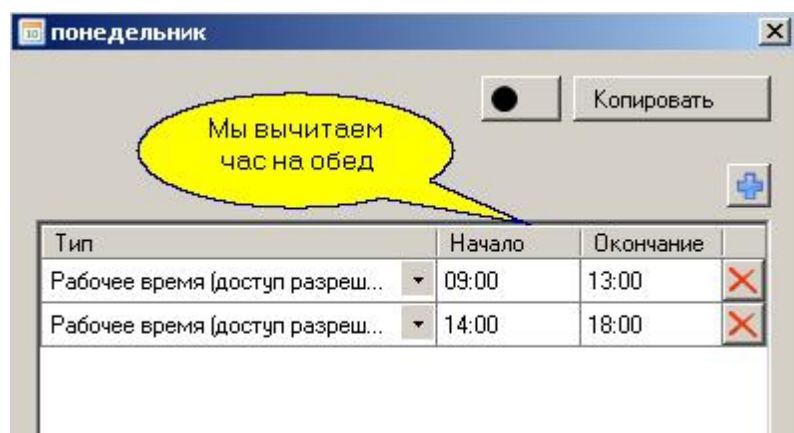 понедельник
Копировать
Мы вычитаем
час на обед
Тип Начало Окончание
Рабочее время (доступ разреш... 09:00 13:00
Рабочее время (доступ разреш... 14:00 18:00